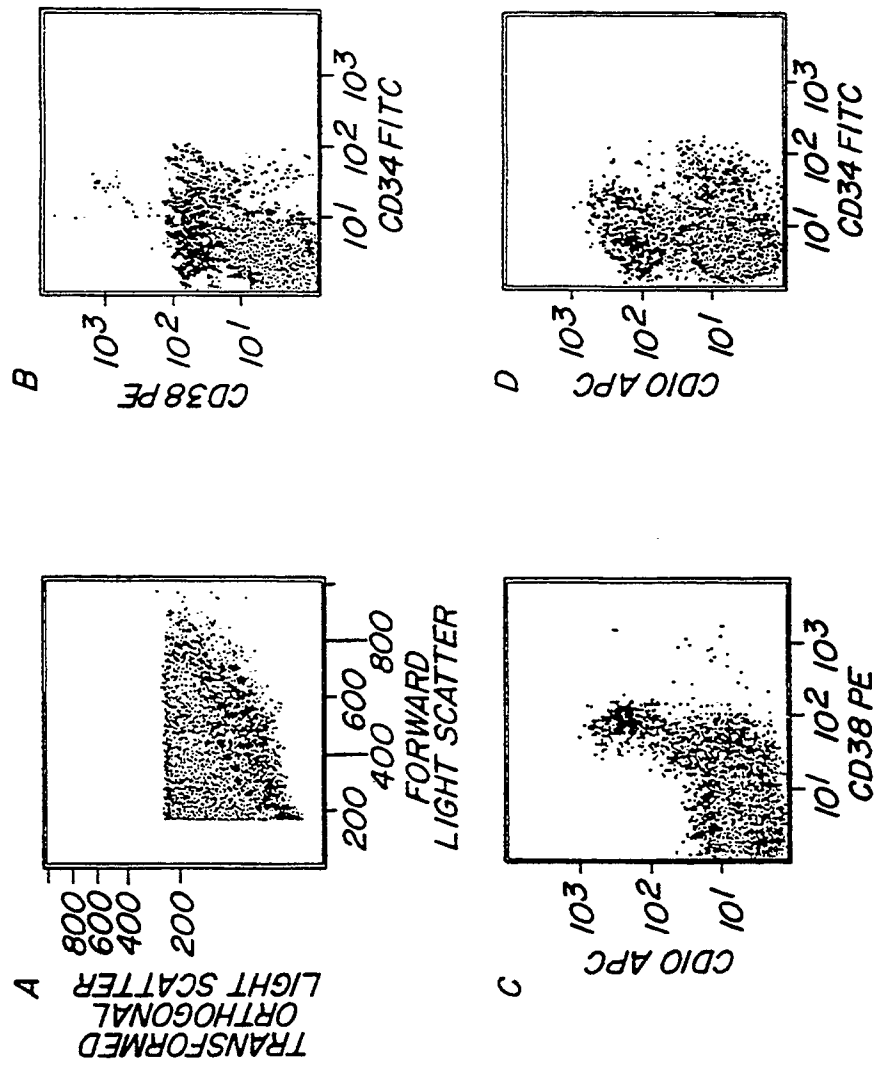 A
TRANSFORMED
ORTHOGONAL
LIGHT SCATTER
800
600
400
200
200 400 600 800
FORWARD
LIGHT SCATTER
B
CD38 PE
10³
10²
10¹
10¹ 10² 10³
CD34 FITC
C
CD10 APC
10³
10²
10¹
10¹ 10² 10³
CD38 PE
D
CD10 APC
10³
10²
10¹
10¹ 10² 10³
CD34 FITC